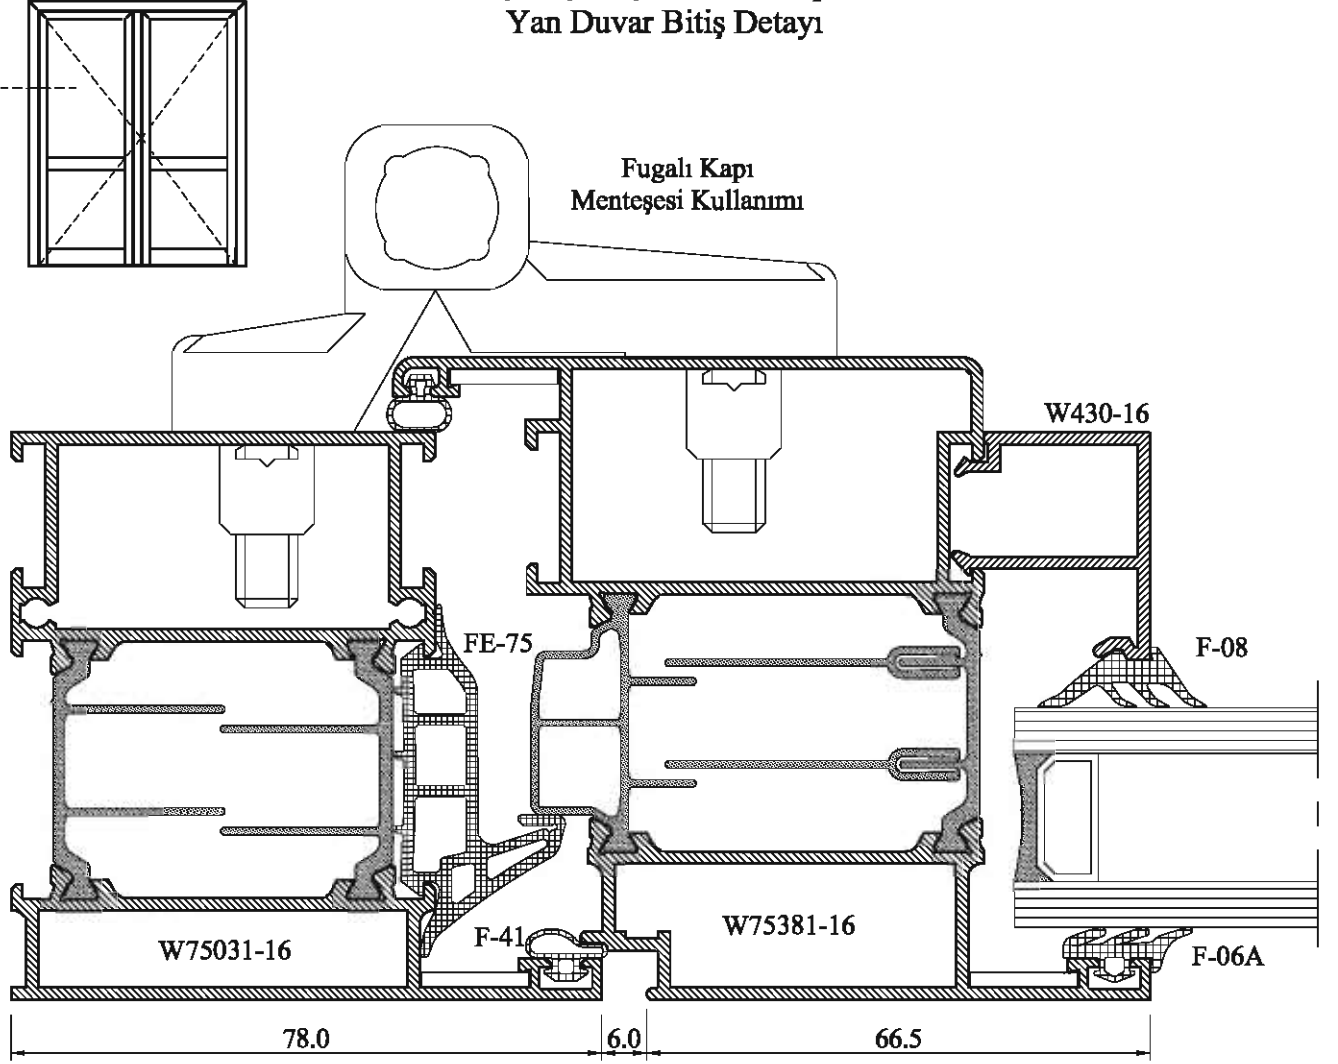 Yan Duvar Bitiş Detayı
Fugalı Kapı
Menteşesi Kullanımı
W430-16
FE-75
F-08
W75381-16
F-41
W75031-16
F-06A
78.0
6.0
66.5